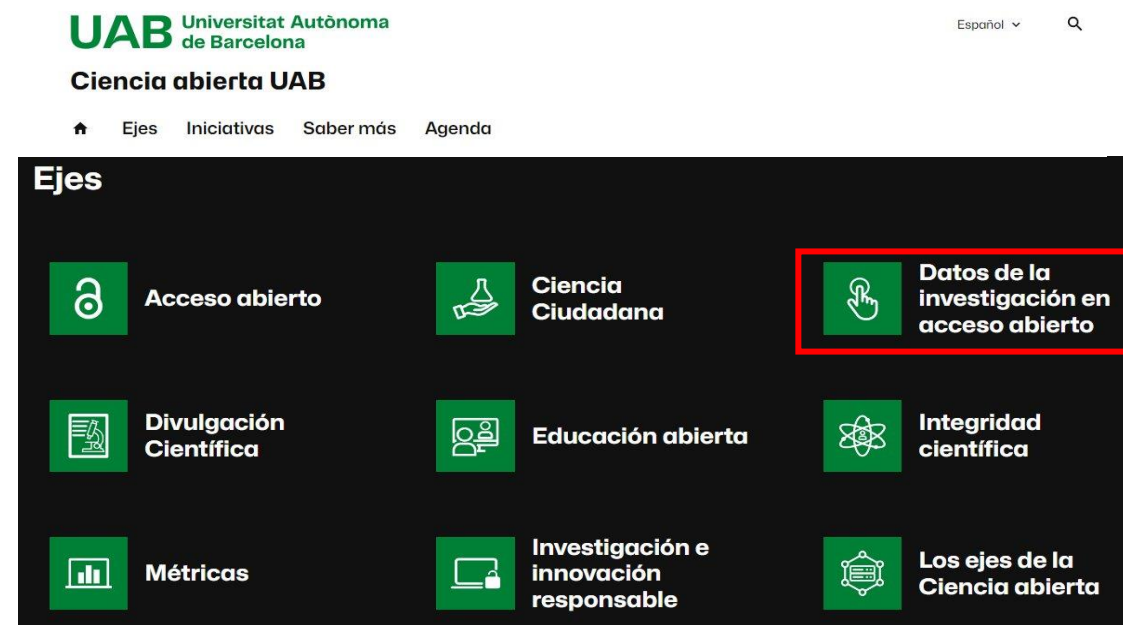 UAB Universitat Autònoma
de Barcelona
Español
Ciencia abierta UAB
Ejes Iniciativas Saber más Agenda
Ejes
Acceso abierto
Ciencia
Ciudadana
Datos de la
investigación en
acceso abierto
Divulgación
Científica
Educación abierta
Integridad
científica
Métricas
Investigación e
innovación
responsable
Los ejes de la
Ciencia abierta